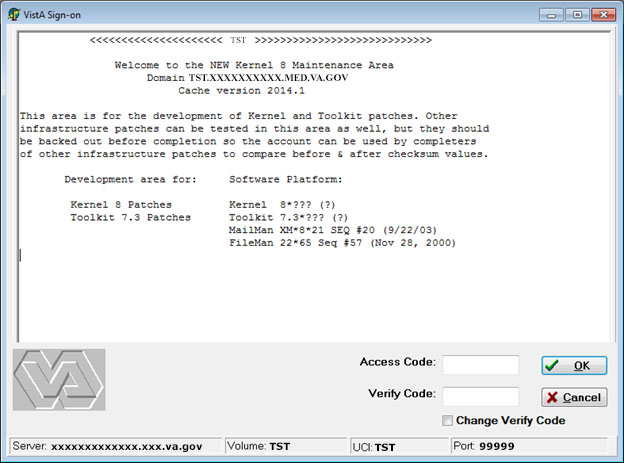 VistA Sign-on
<<<<<<<<<<<<<<<<<<<<< TST >>>>>>>>>>>>>>>>>>>>>>>>>>>>
Welcome to the NEW Kernel 8 Maintenance Area
Domain TST.XXXXXXXXXX.MED.VA.GOV
Cache version 2014.1
This area is for the development of Kernel and Toolkit patches. Other
infrastructure patches can be tested in this area as well, but they should
be backed out before completion so the account can be used by completers
of other infrastructure patches to compare before & after checksum values.
Development area for: Software Platform:
Kernel 8 Patches Kernel 8*??? (?)
Toolkit 7.3 Patches Toolkit 7.3*??? (?)
MailMan XM*8*21 SEQ #20 (9/22/03)
FileMan 22*65 Seq #57 (Nov 28, 2000)
Access Code: OK
Verify Code: Cancel
Change Verify Code
Server: xxxxxxxxxxxxx.xxx.va.gov Volume: TST UCI: TST Port: 99999